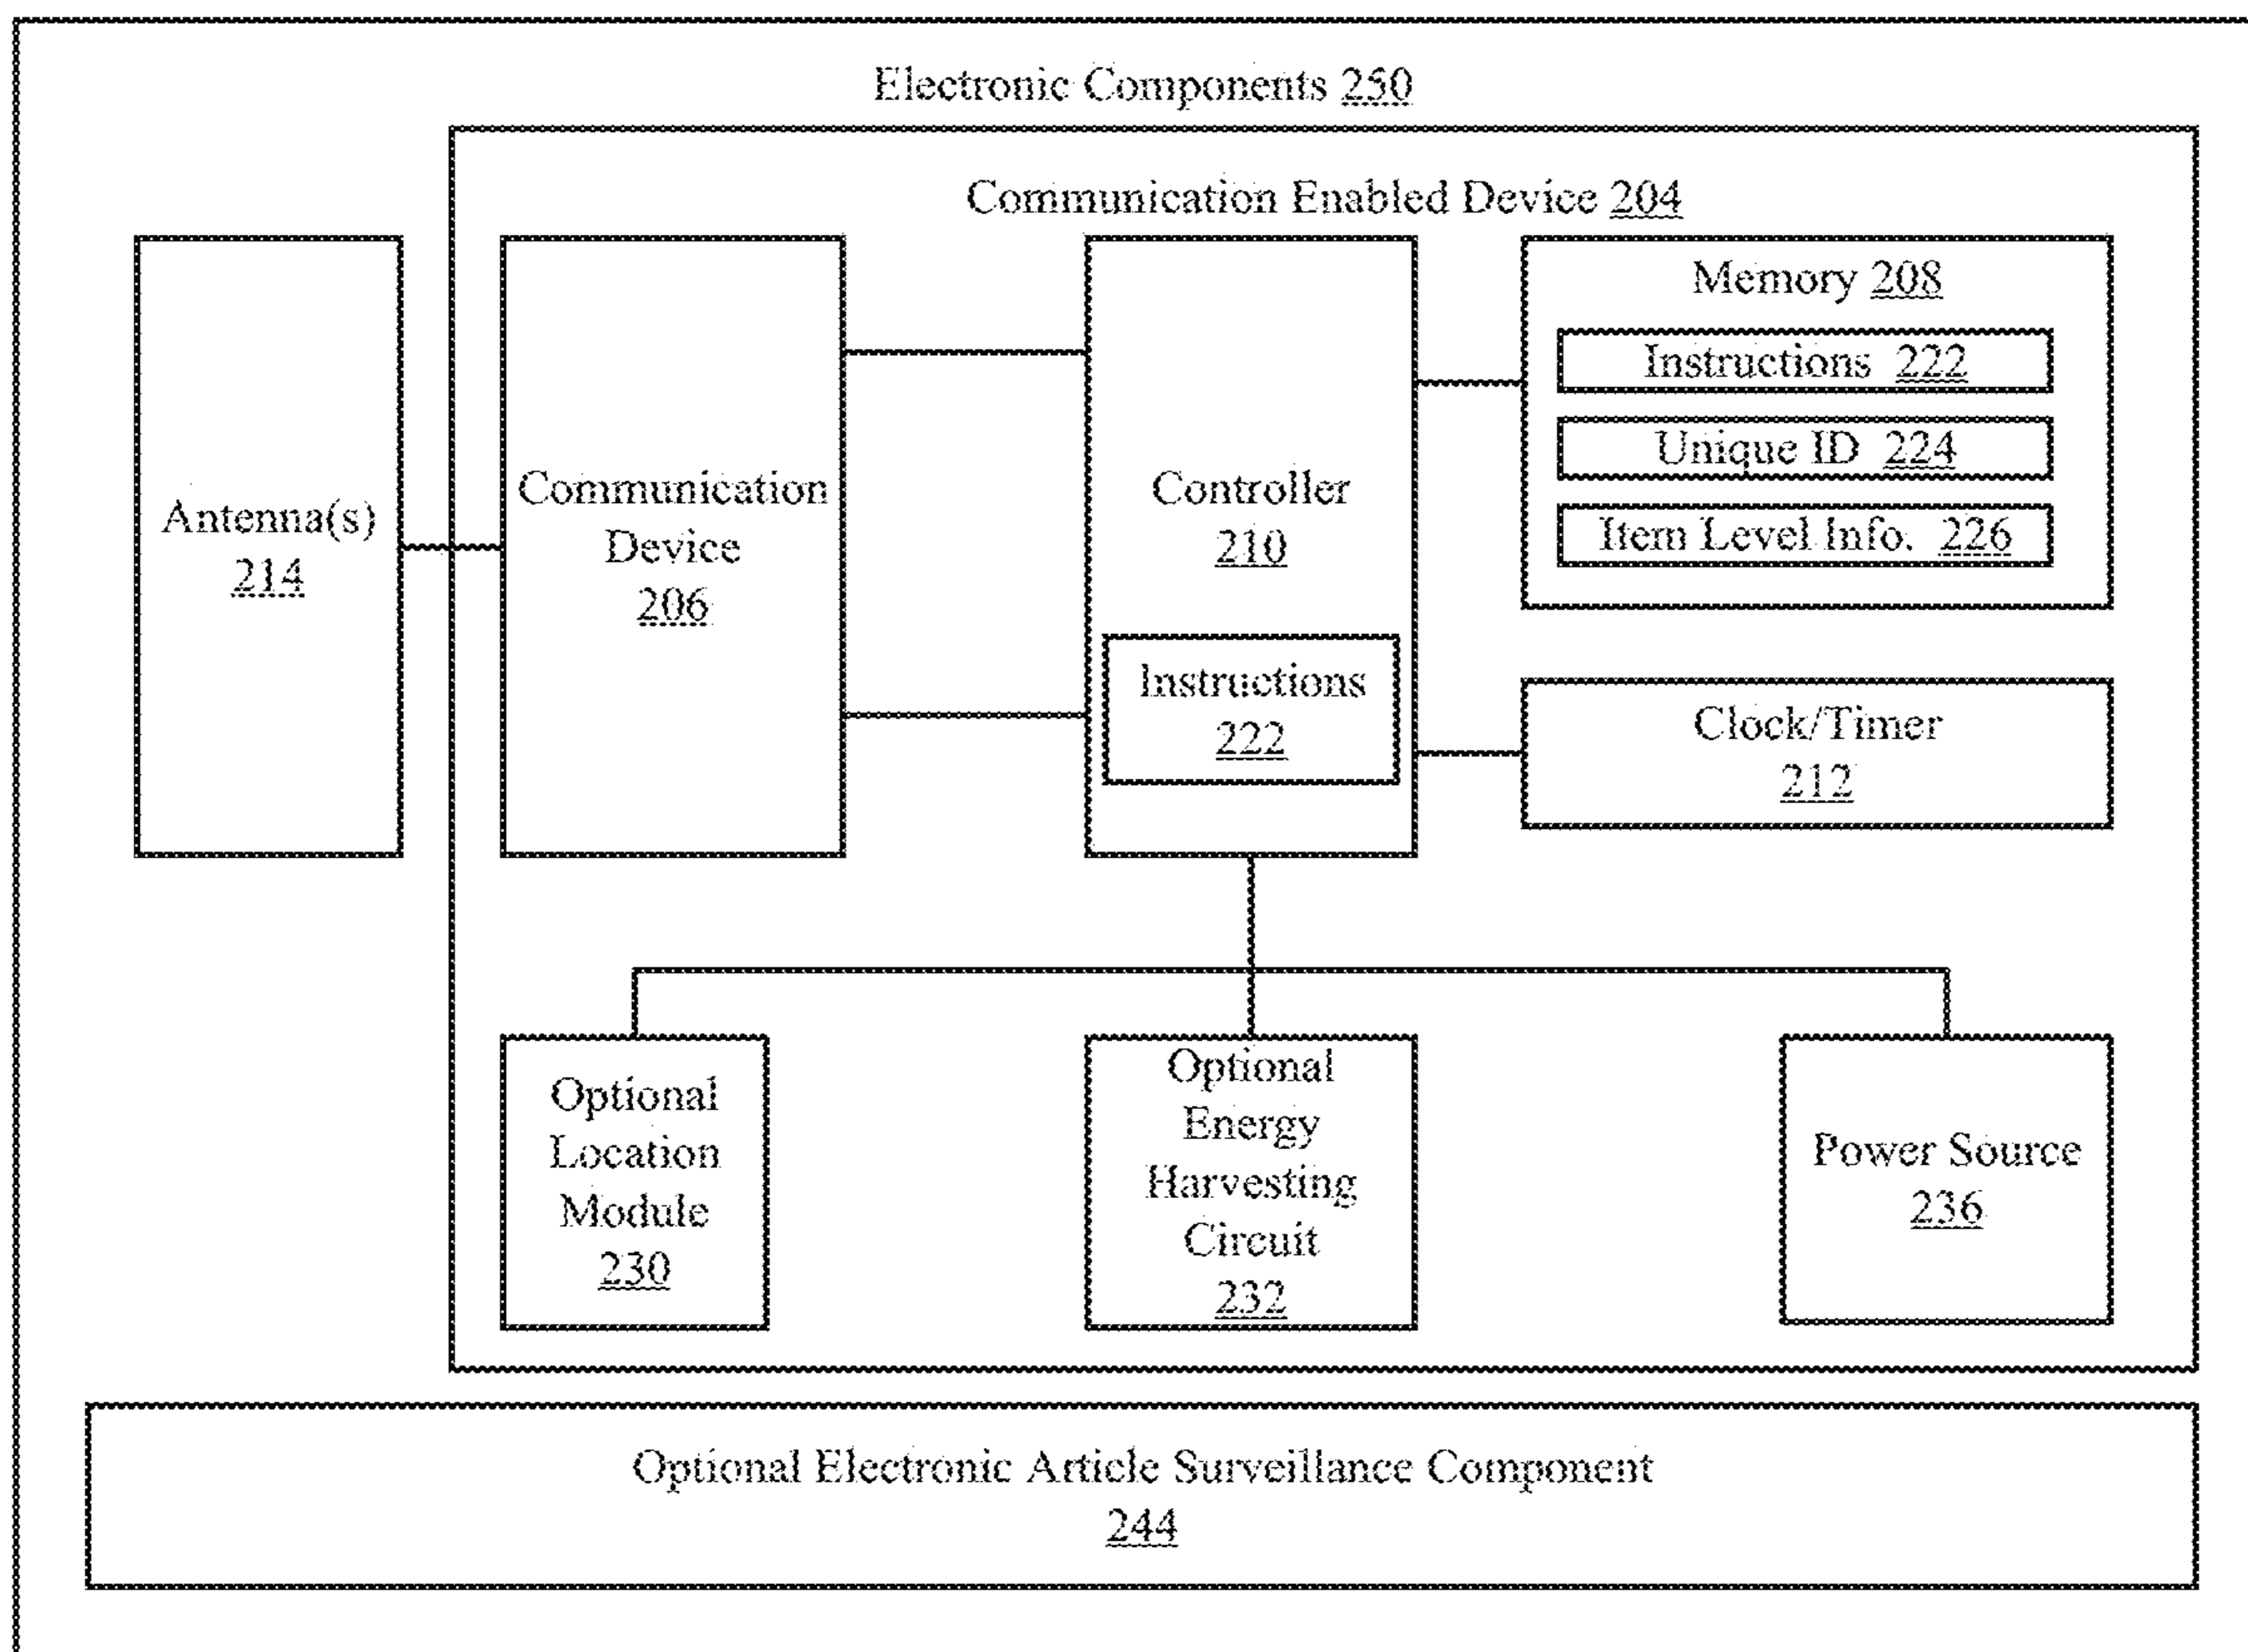 Electronic Components 250
Communication Enabled Device 204
Antenna(s)
214
Communication
Device
206
Controller
210
Instructions
222
Memory 208
Instructions 222
Unique ID 224
Item Level Info. 226
Clock/Timer
212
Optional
Location
Module
230
Optional
Energy
Harvesting
Circuit
232
Power Source
236
Optional Electronic Article Surveillance Component
244